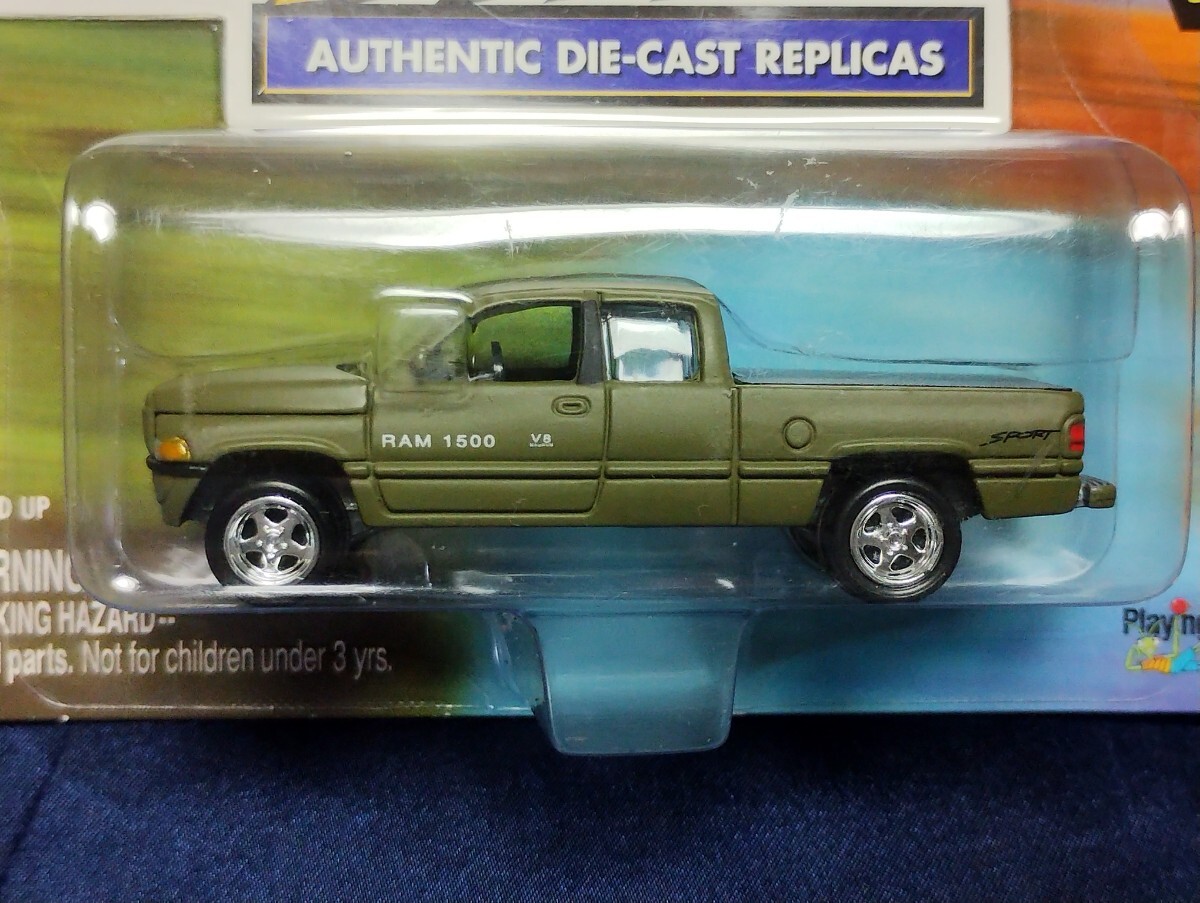 AUTHENTIC DIE-CAST REPLICAS
RAM 1500 V8
SPORT
D UP
RNING
KING HAZARD--
parts. Not for children under 3 yrs.
Playing